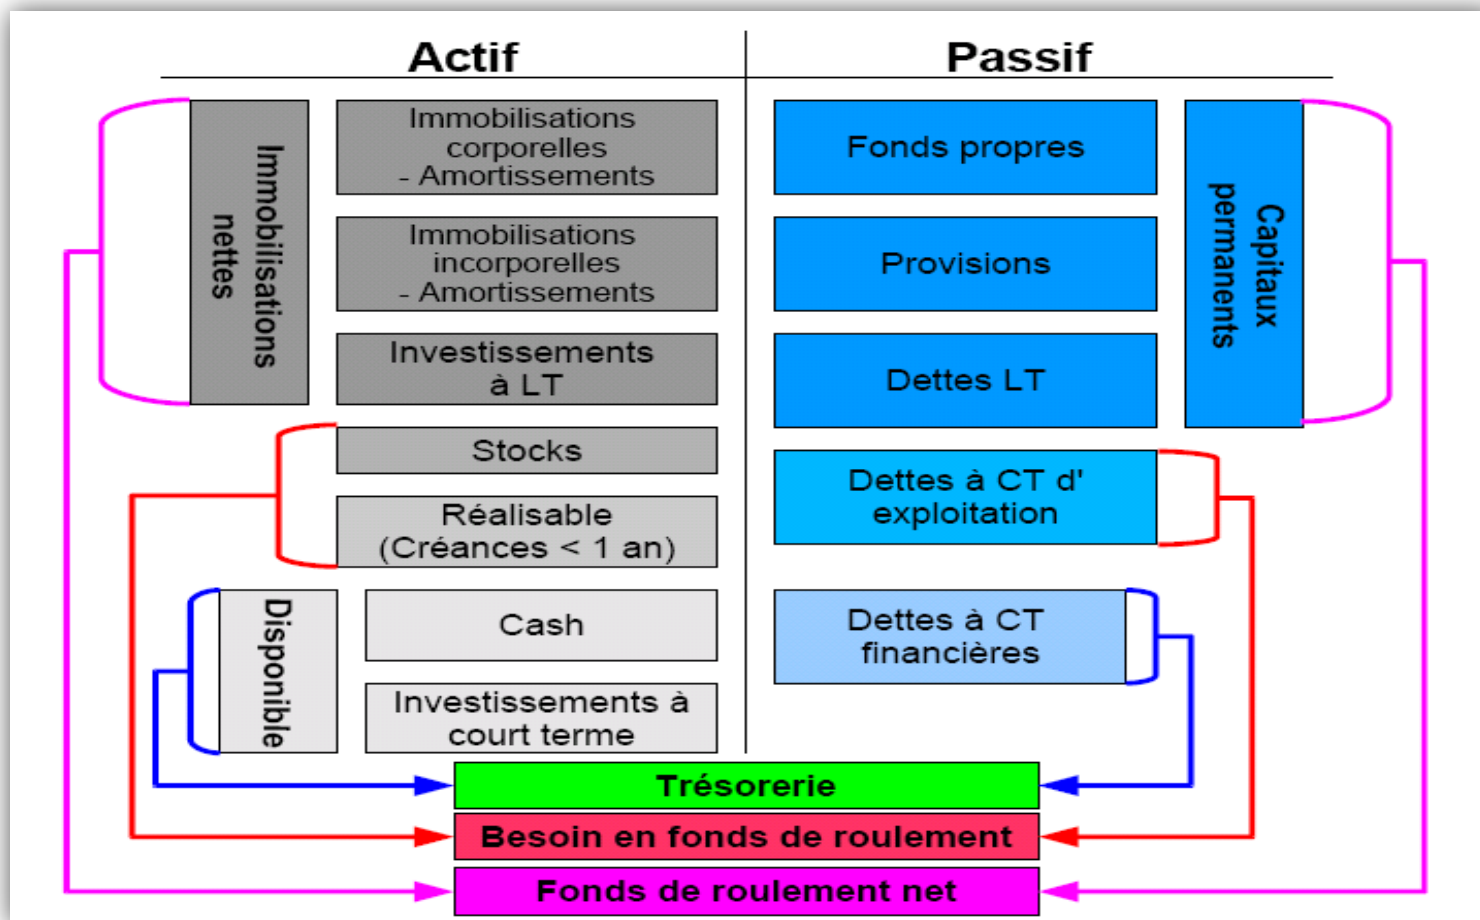 Actif
Passif
Immobilisations
nettes
Immobilisations
corporelles
- Amortissements
Immobilisations
incorporelles
- Amortissements
Investissements
à LT
Stocks
Réalisable
(Créances < 1 an)
Disponible
Cash
Investissements à
court terme
Fonds propres
Provisions
Dettes LT
Capitaux
permanents
Dettes à CT d'
exploitation
Dettes à CT
financières
Trésorerie
Besoin en fonds de roulement
Fonds de roulement net